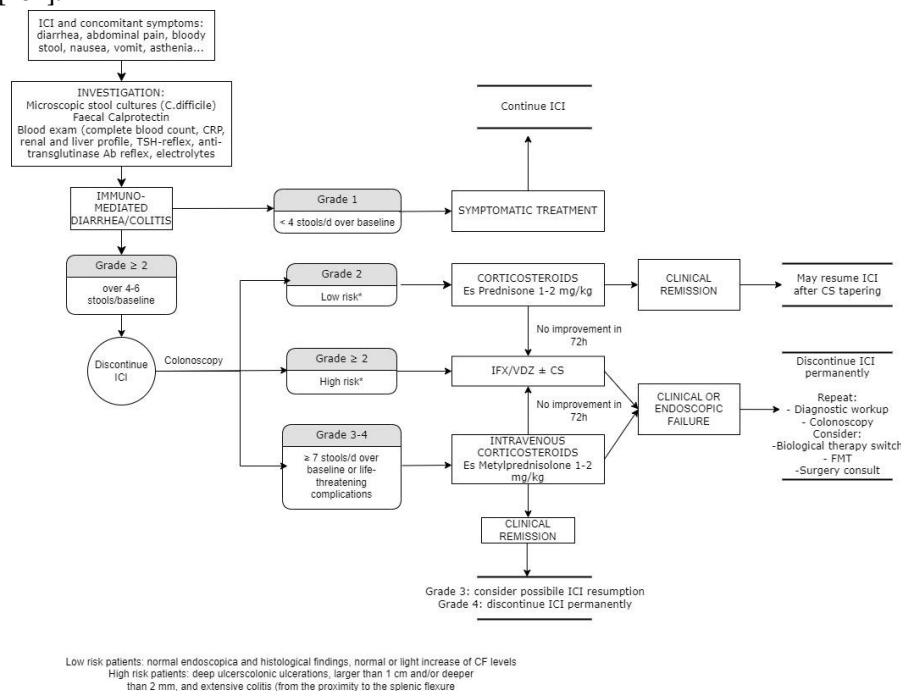 ICI and concomitant symptoms:
diarrhea, abdominal pain, bloody
stool, nausea, vomit, asthenia...
INVESTIGATION:
Microscopic stool cultures (C.difficile)
Faecal Calprotectin
Blood exam (complete blood count, CRP,
renal and liver profile, TSH-reflex, anti-
transglutinase Ab reflex, electrolytes
Continue ICI
IMMUNO-
MEDIATED
DIARRHEA/COLITIS
Grade 1
< 4 stools/d over baseline
SYMPTOMATIC TREATMENT
Grade ≥ 2
over 4-6
stools/baseline
Grade 2
Low risk*
CORTICOSTEROIDS
Es Prednisone 1-2 mg/kg
CLINICAL
REMISSION
May resume ICI
after CS tapering
No improvement in
72h
Discontinue
ICI
Colonoscopy
Grade ≥ 2
High risk*
IFX/VDZ ± CS
No improvement in
72h
CLINICAL OR
ENDOSCOPIC
FAILURE
Discontinue ICI
permanently
Repeat:
- Diagnostic workup
- Colonoscopy
Consider:
-Biological therapy switch
- FMT
-Surgery consult
Grade 3-4
≥ 7 stools/d over
baseline or life-
threatening
complications
INTRAVENOUS
CORTICOSTEROIDS
Es Metylprednisolone 1-2
mg/kg
CLINICAL
REMISSION
Grade 3: consider possibile ICI resumption
Grade 4: discontinue ICI permanently
Low risk patients: normal endoscopica and histological findings, normal or light increase of CF levels
High risk patients: deep ulcerscolonic ulcerations, larger than 1 cm and/or deeper
than 2 mm, and extensive colitis (from the proximity to the splenic flexure